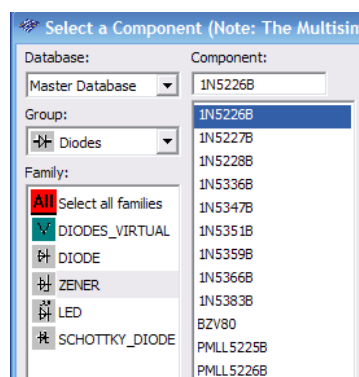 Select a Component (Note: The Multisim
Database:
Master Database
Group:
Diodes
Family:
All Select all families
DIODES_VIRTUAL
DIODE
ZENER
LED
SCHOTTKY_DIODE
Component:
1N5226B
1N5226B
1N5227B
1N5228B
1N5336B
1N5347B
1N5351B
1N5359B
1N5366B
1N5383B
BZV80
PMLL5225B
PMLL5226B